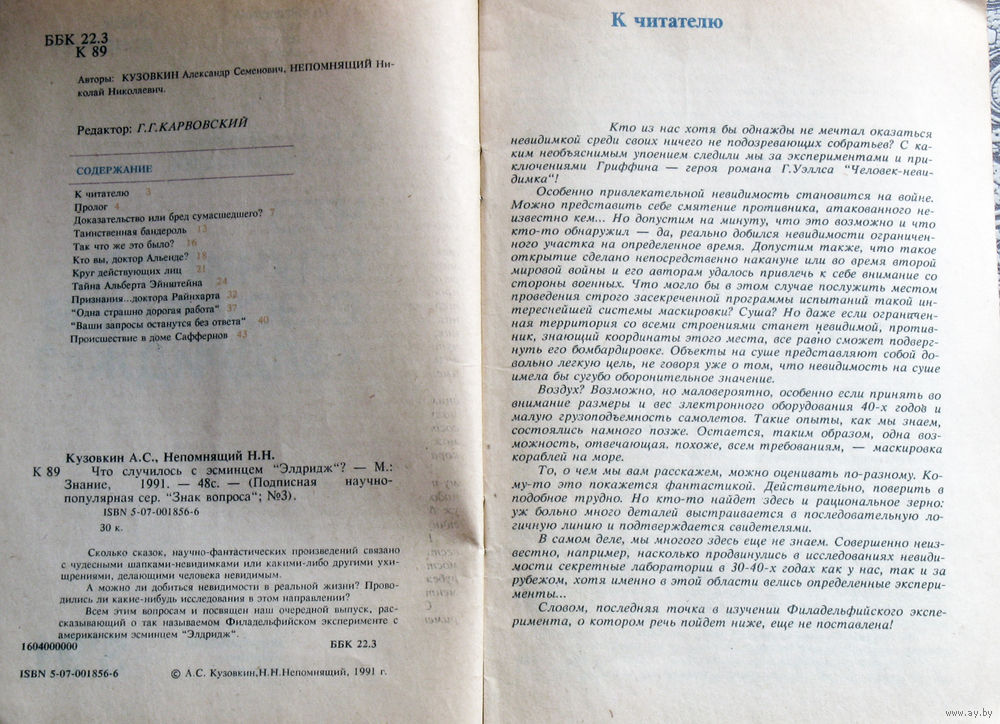 ББК 22.3
К 89
Авторы: КУЗОВКИН Александр Семенович, НЕПОМНЯЩИЙ Ни-
колай Николаевич.
Редактор: Г.Г.КАРВОВСКИЙ
СОДЕРЖАНИЕ
К читателю 3
Пролог 4
Доказательство или бред сумасшедшего? 7
Таинственная бандероль 13
Так что же это было? 16
Кто вы, доктор Альенде? 18
Круг действующих лиц 21
Тайна Альберта Эйнштейна 24
Признания...доктора Райнхарта 32
"Одна страшно дорогая работа" 37
"Ваши запросы останутся без ответа" 40
Происшествие в доме Саффернов 43
Кузовкин А.С., Непомнящий Н.Н.
К 89 Что случилось с эсминцем "Элдридж"? — М.:
Знание, 1991. — 48с. — (Подписная научно-
популярная сер. "Знак вопроса"; №3).
ISBN 5-07-001856-6
30 к.
Сколько сказок, научно-фантастических произведений связано
с чудесными шапками-невидимками или какими-либо другими ухи-
щрениями, делающими человека невидимым.
А можно ли добиться невидимости в реальной жизни? Прово-
дились ли какие-нибудь исследования в этом направлении?
Всем этим вопросам и посвящен наш очередной выпуск, рас-
сказывающий о так называемом Филадельфийском эксперименте с
американским эсминцем "Элдридж".
1604000000 ББК 22.3
ISBN 5-07-001856-6 © А.С. Кузовкин,Н.Н.Непомнящий, 1991 г.
К читателю
Кто из нас хотя бы однажды не мечтал оказаться
невидимкой среди своих ничего не подозревающих собратьев? С ка-
ким необъяснимым упоением следили мы за экспериментами и при-
ключениями Гриффина — героя романа Г.Уэллса "Человек-неви-
димка"!
Особенно привлекательной невидимость становится на войне.
Можно представить себе смятение противника, атакованного не-
известно кем... Но допустим на минуту, что это возможно и что
кто-то обнаружил — да, реально добился невидимости ограничен-
ного участка на определенное время. Допустим также, что такое
открытие сделано непосредственно накануне или во время второй
мировой войны и его авторам удалось привлечь к себе внимание со
стороны военных. Что могло бы в этом случае послужить местом
проведения строго засекреченной программы испытаний такой ин-
тереснейшей системы маскировки? Суша? Но даже если ограничен-
ная территория со всеми строениями станет невидимой, против-
ник, знающий координаты этого места, все равно сможет подверг-
нуть его бомбардировке. Объекты на суше представляют собой до-
вольно легкую цель, не говоря уже о том, что невидимость на суше
имела бы сугубо оборонительное значение.
Воздух? Возможно, но маловероятно, особенно если принять во
внимание размеры и вес электронного оборудования 40-х годов и
малую грузоподъемность самолетов. Такие опыты, как мы знаем,
состоялись намного позже. Остается, таким образом, одна воз-
можность, отвечающая. похоже, всем требованиям, — маскировка
кораблей на море.
То, о чем мы вам расскажем, можно оценивать по-разному. Ко-
му-то это покажется фантастикой. Действительно, поверить в
подобное трудно. Но кто-то найдет здесь и рациональное зерно:
уж больно много деталей выстраивается в последовательную ло-
гичную линию и подтверждается свидетелями.
В самом деле, мы многого здесь еще не знаем. Совершенно неиз-
вестно, например, насколько продвинулись в исследованиях невиди-
мости секретные лаборатории в 30-40-х годах как у нас, так и за
рубежом, хотя именно в этой области велись определенные экспери-
менты...
Словом, последняя точка в изучении Филадельфийского экспе-
римента, о котором речь пойдет ниже, еще не поставлена!
www.ay.by